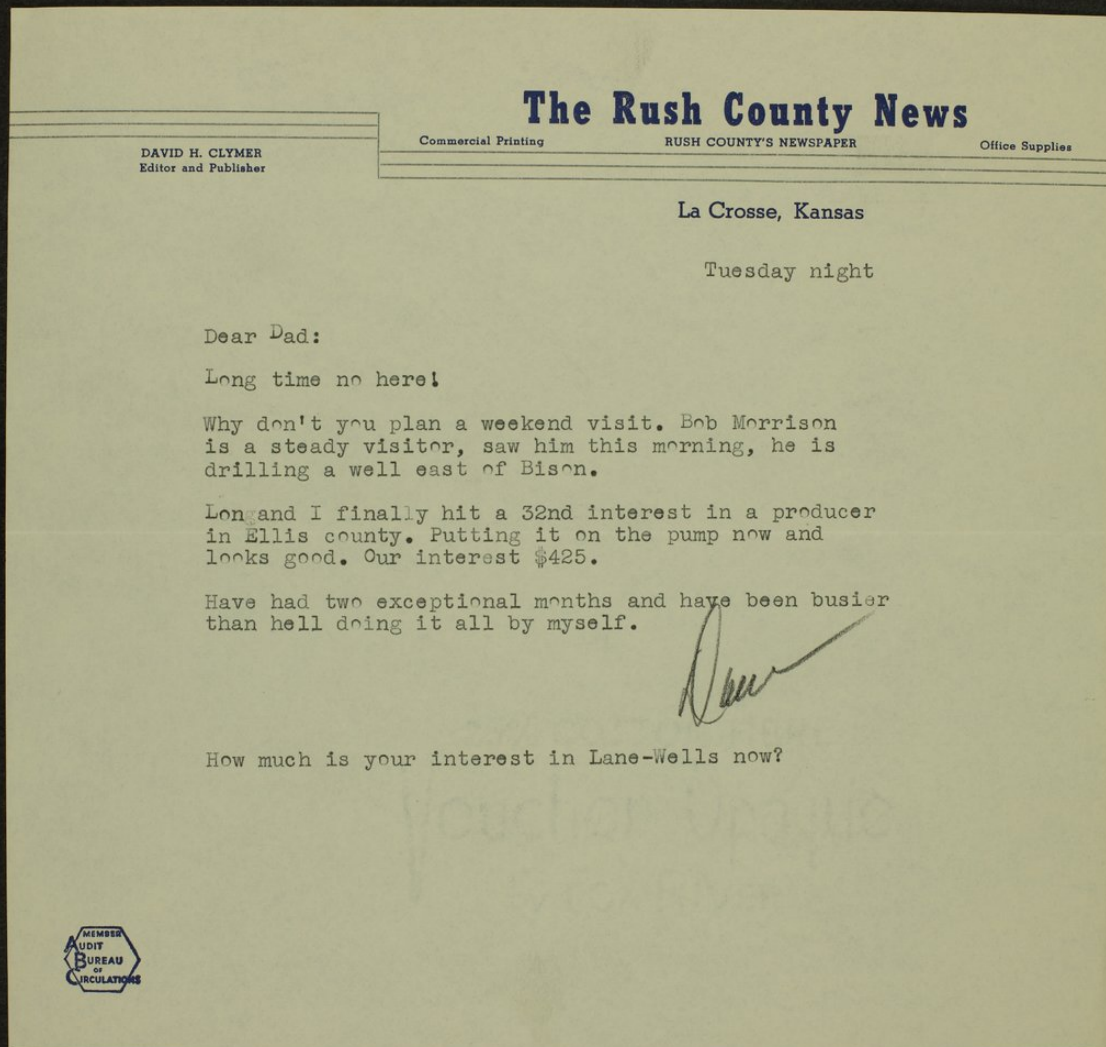 The Rush County News
Commercial Printing RUSH COUNTY'S NEWSPAPER Office Supplies
DAVID H. CLYMER
Editor and Publisher
La Crosse, Kansas
Tuesday night
Dear Dad:
Long time no here!
Why don't you plan a weekend visit. Bob Morrison
is a steady visitor, saw him this morning, he is
drilling a well east of Bison.
Lon and I finally hit a 32nd interest in a producer
in Ellis county. Putting it on the pump now and
looks good. Our interest $425.
Have had two exceptional months and have been busier
than hell doing it all by myself.
Dave
How much is your interest in Lane-Wells now?
MEMBER
AUDIT
BUREAU
OF
CIRCULATIONS